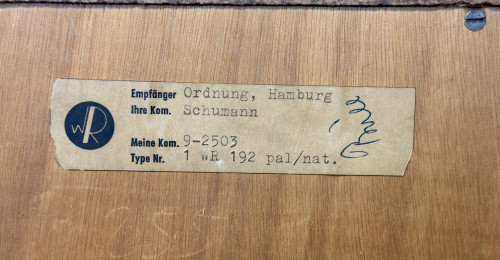 WR
Empfänger Ordnung, Hamburg
Ihre Kom. Schumann
Meine Kom. 9-2503
Type Nr. 1 WR 192 pal/nat.